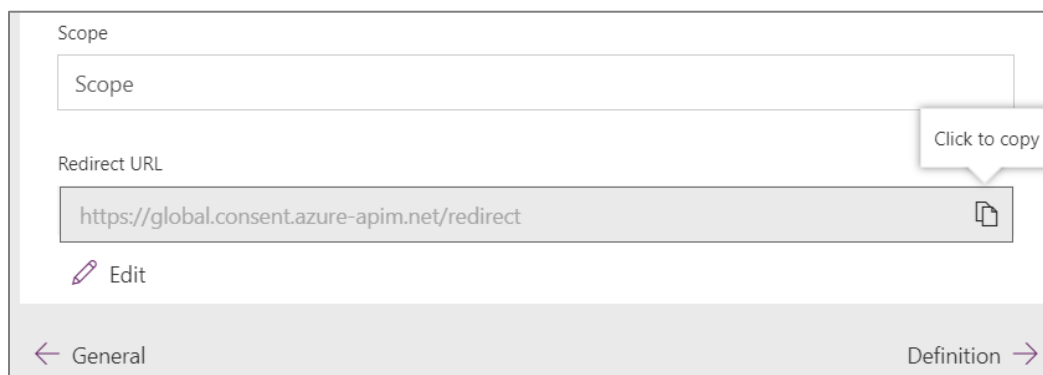 Scope
Scope
Click to copy
Redirect URL
https://global.consent.azure-apim.net/redirect
Edit
General
Definition